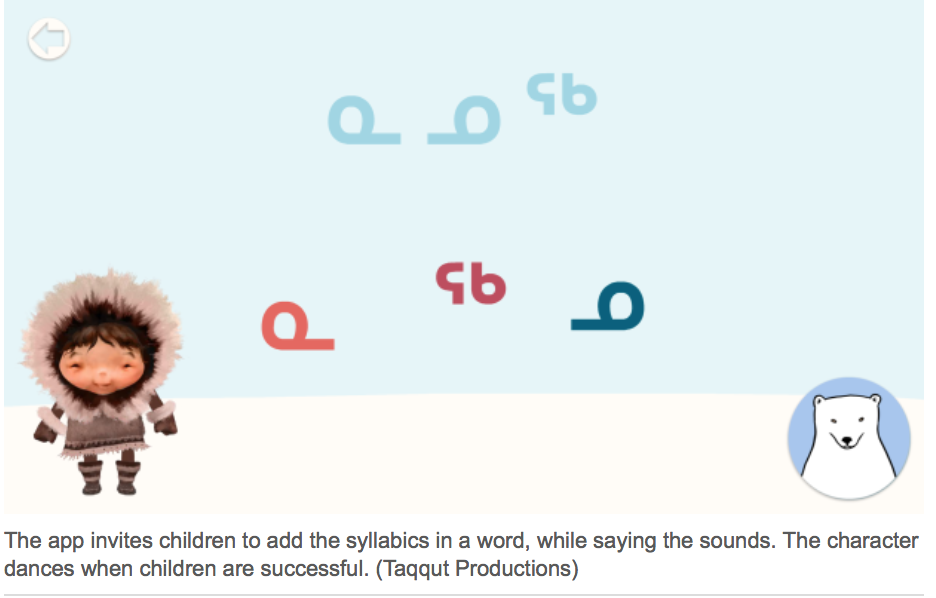 ᓇ ᓄ ᖅ
ᓇ ᖅ ᓄ
The app invites children to add the syllabics in a word, while saying the sounds. The character
dances when children are successful. (Taqqut Productions)